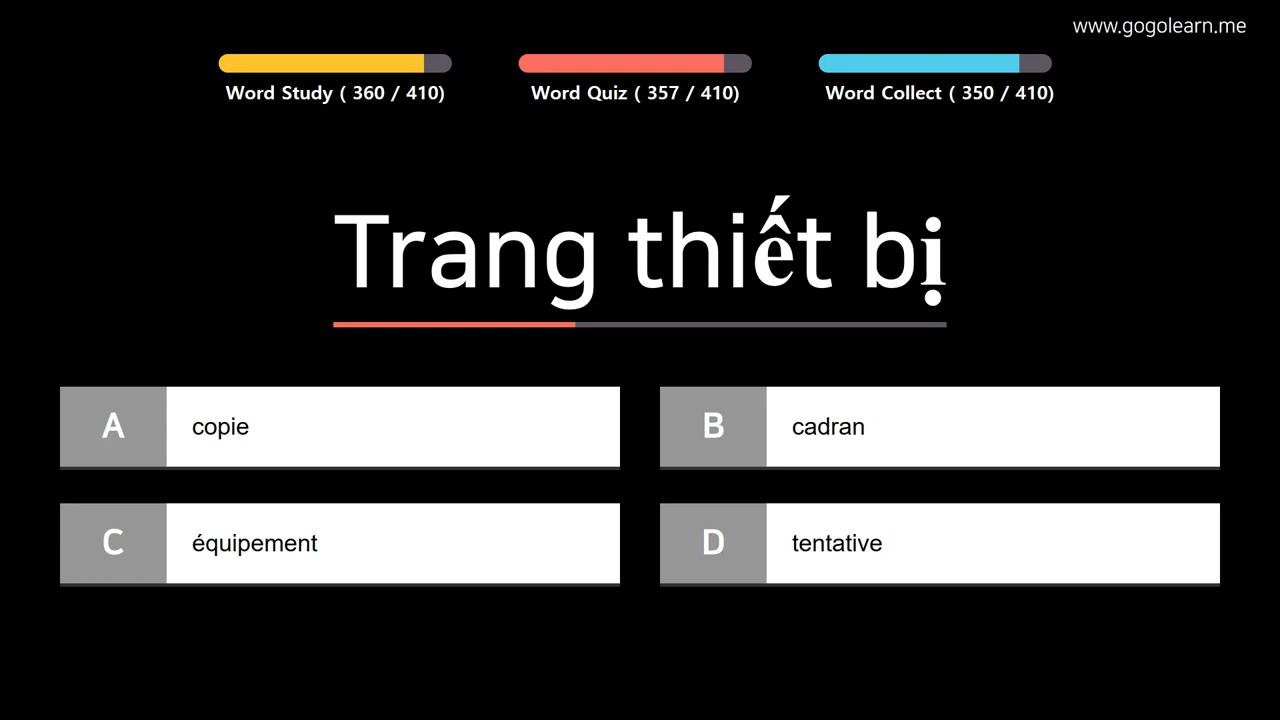 www.gogolearn.me
Word Study ( 360 / 410)
Word Quiz ( 357 / 410)
Word Collect ( 350 / 410)
Trang thiết bị
A copie
B cadran
C équipement
D tentative